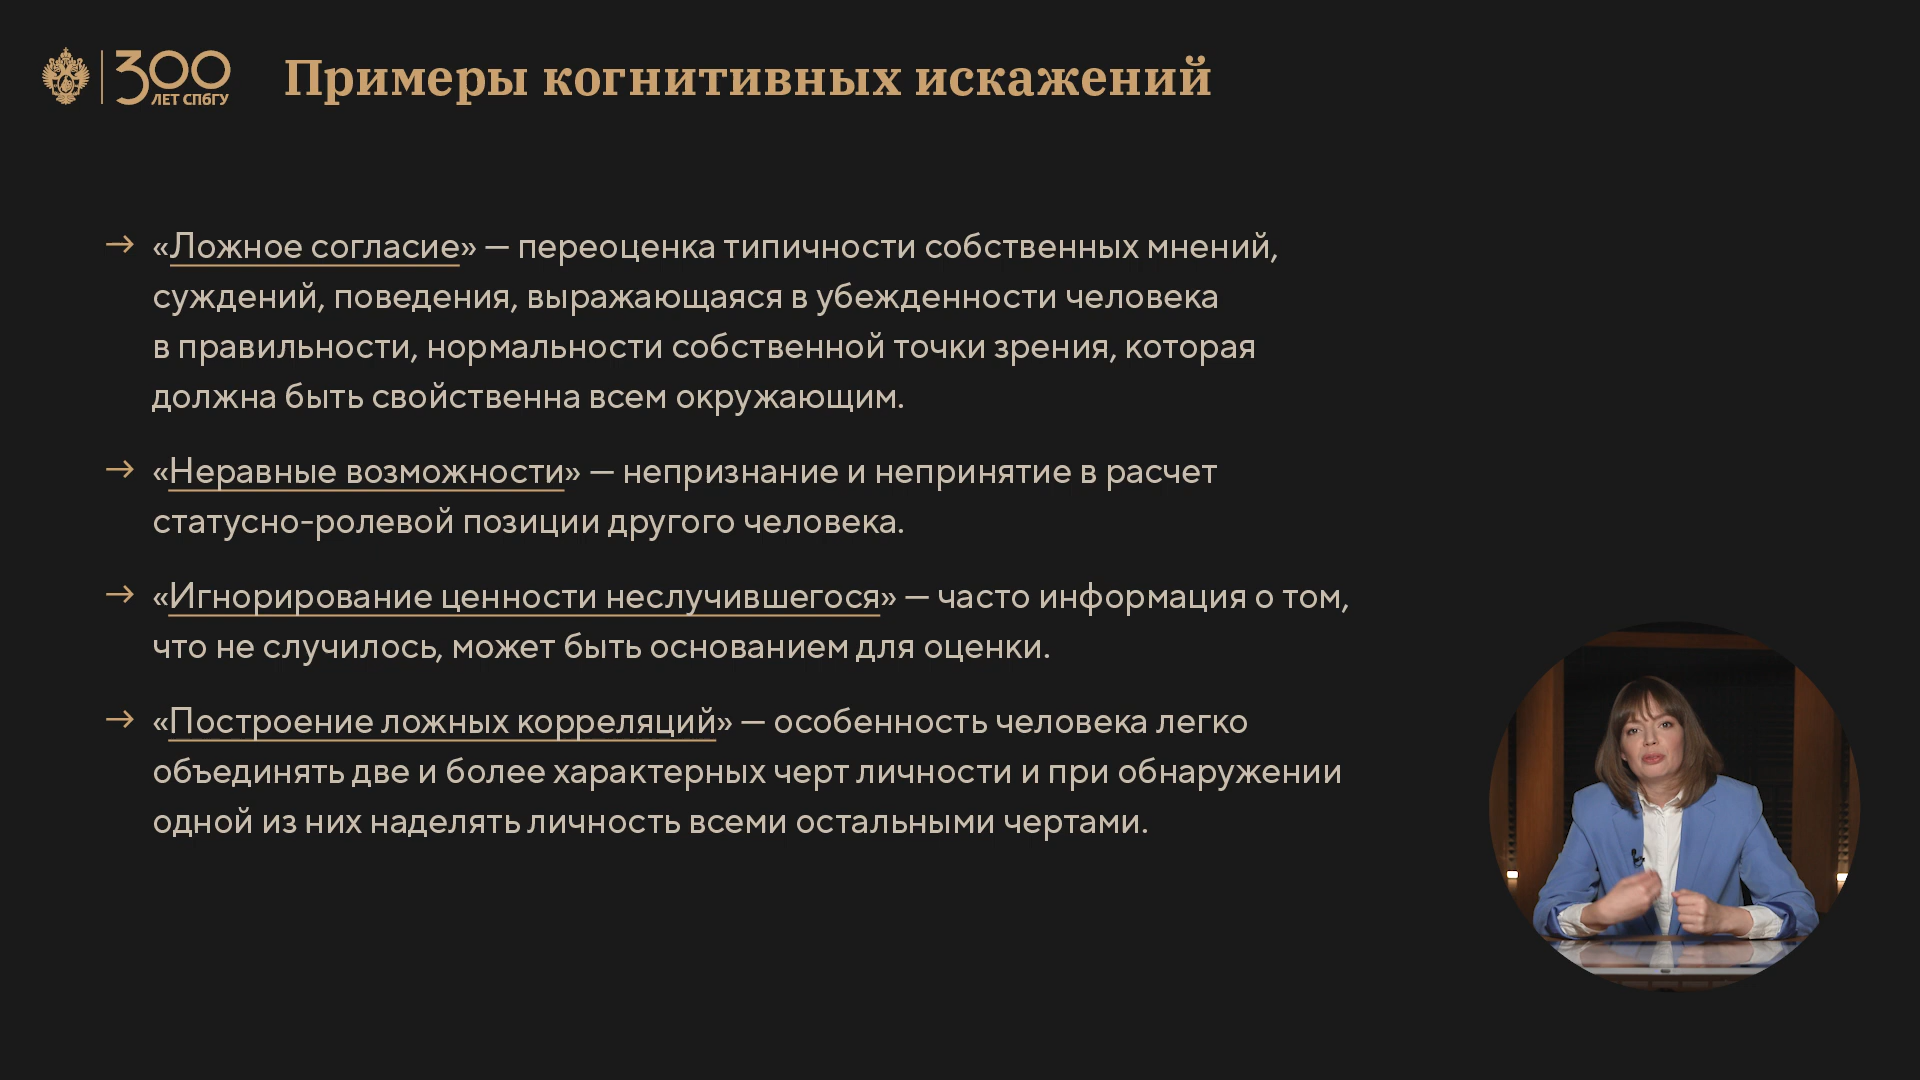 300
ЛЕТ СПБГУ
Примеры когнитивных искажений
→ «Ложное согласие» — переоценка типичности собственных мнений,
суждений, поведения, выражающаяся в убежденности человека
в правильности, нормальности собственной точки зрения, которая
должна быть свойственна всем окружающим.
→ «Неравные возможности» — непризнание и непринятие в расчет
статусно-ролевой позиции другого человека.
→ «Игнорирование ценности неслучившегося» — часто информация о том,
что не случилось, может быть основанием для оценки.
→ «Построение ложных корреляций» — особенность человека легко
объединять две и более характерных черт личности и при обнаружении
одной из них наделять личность всеми остальными чертами.